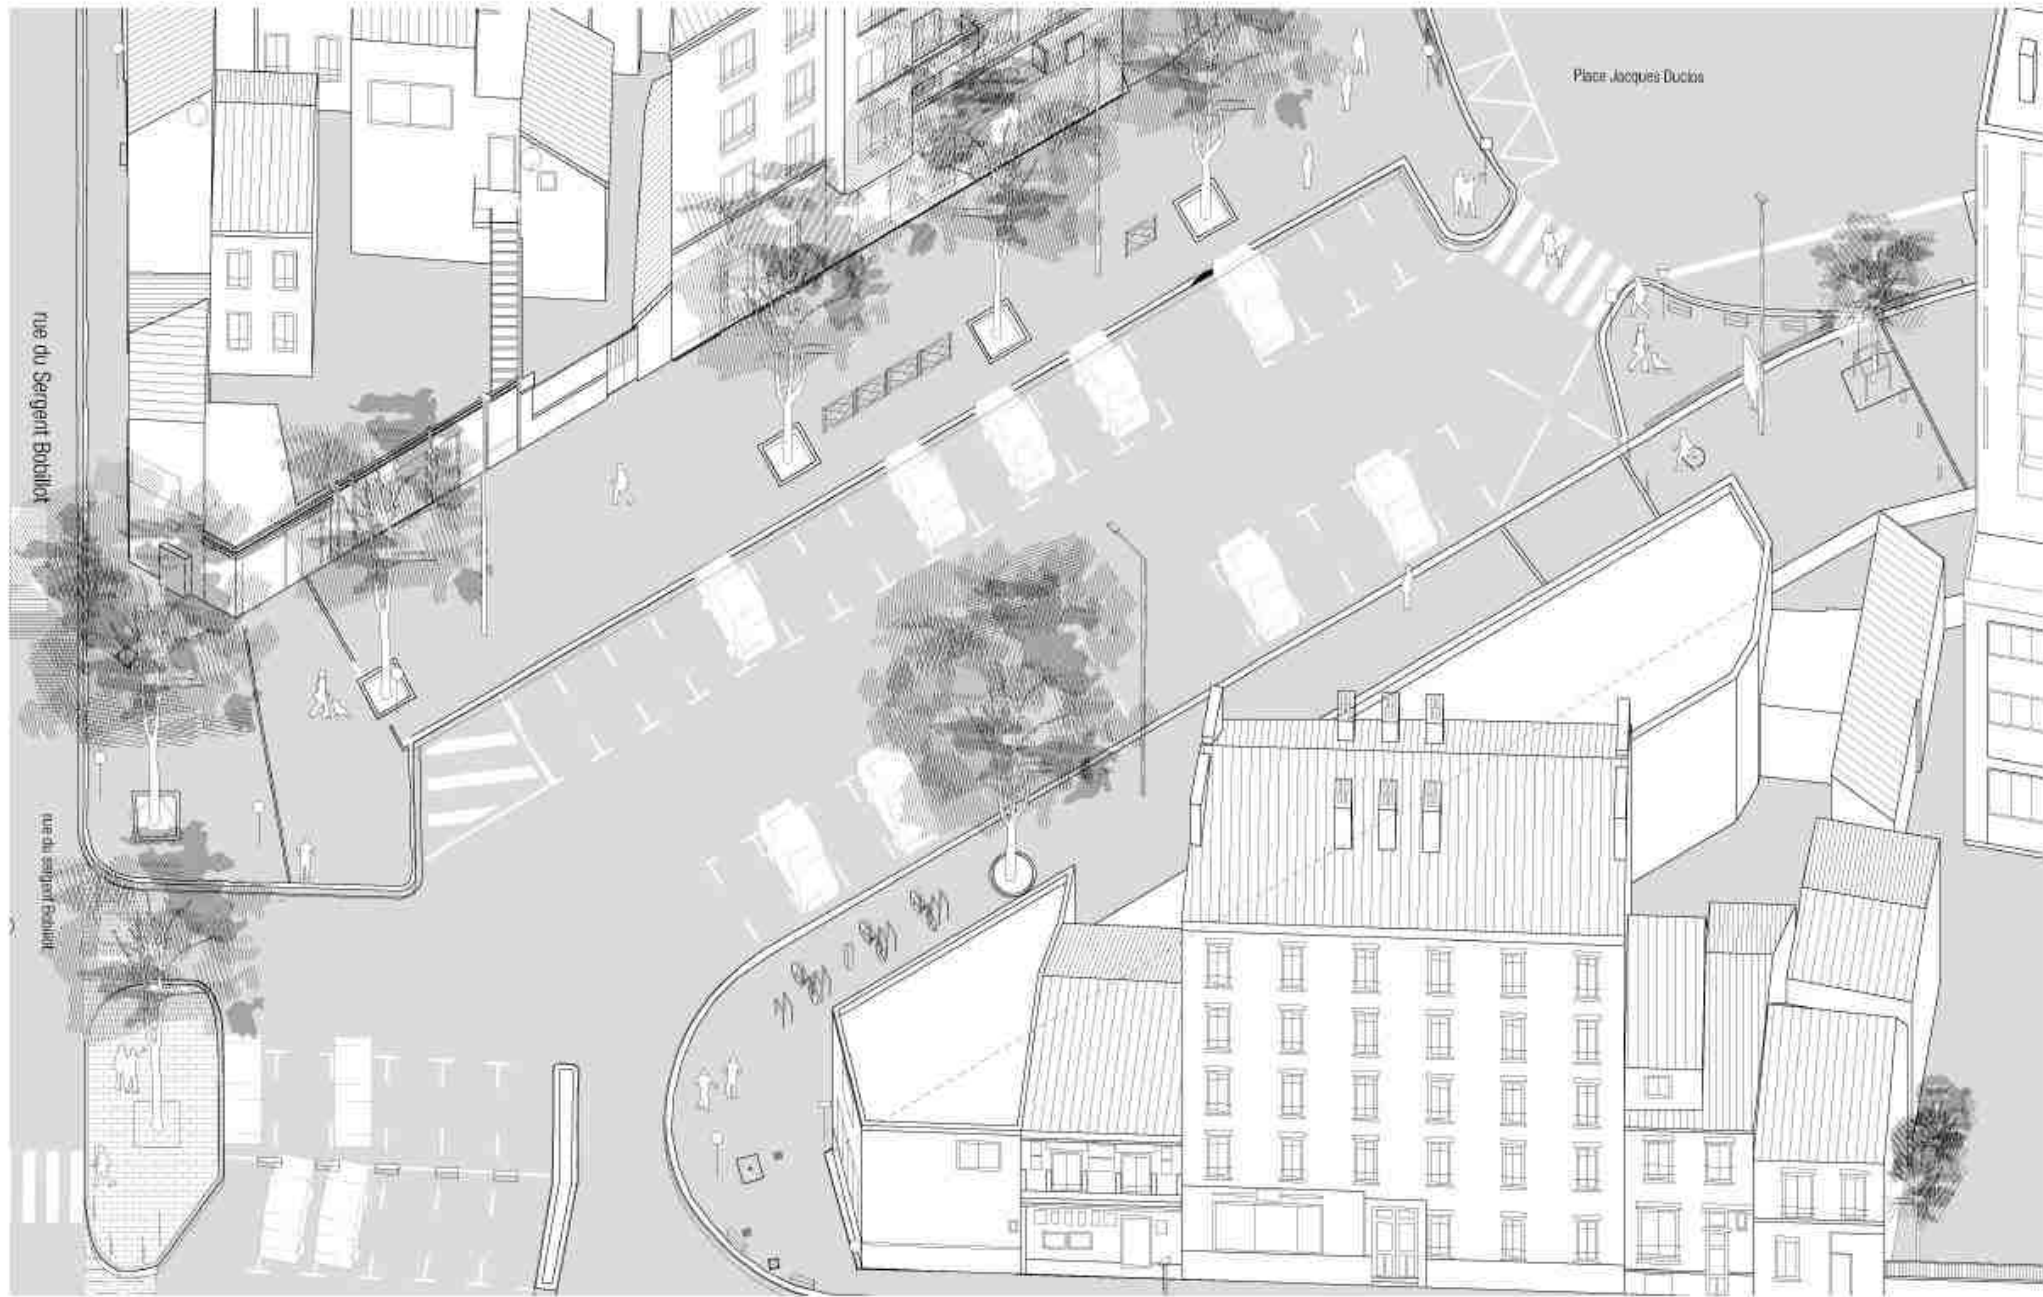 Place Jacques Duclos
rue du Sergent Bobillot
rue du sergent Bobillot